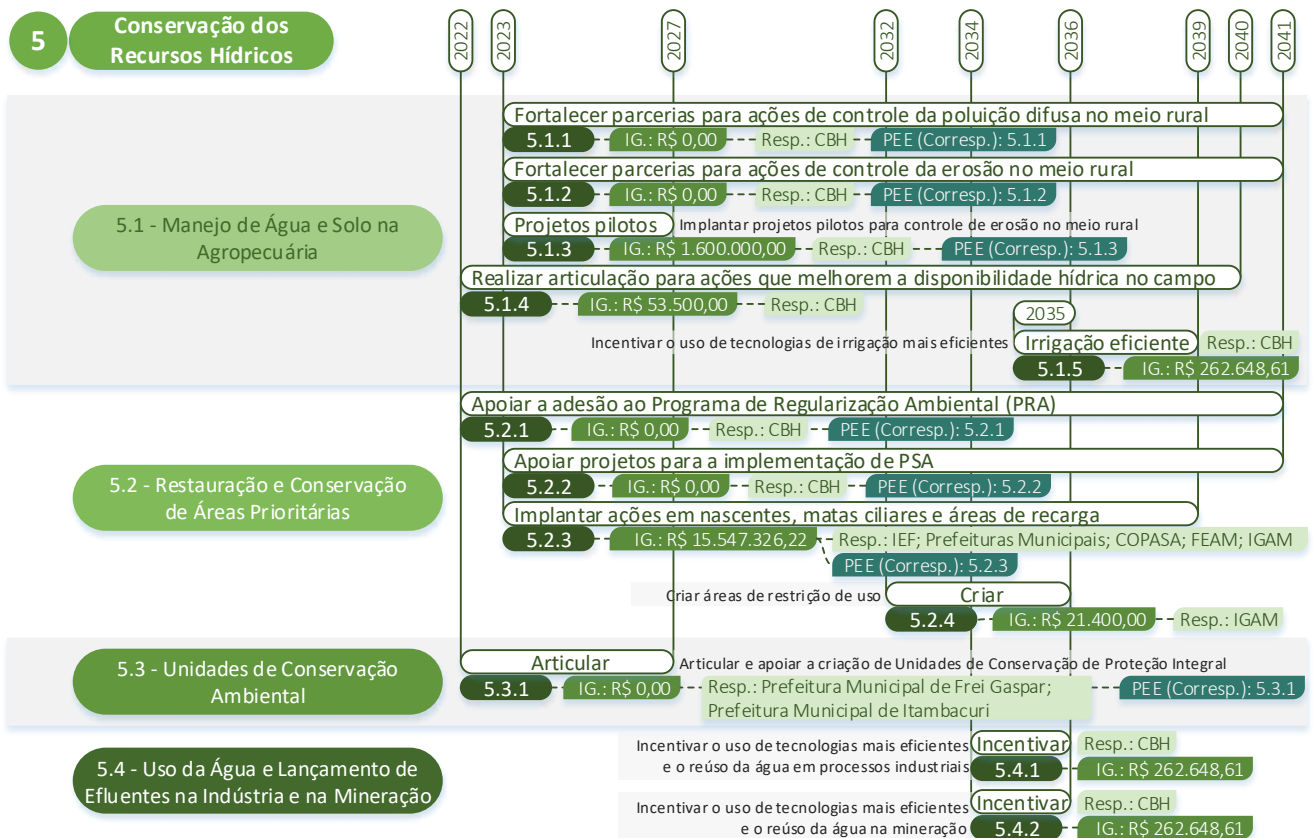 5
Conservação dos
Recursos Hídricos
2022
2023
2027
2032
2034
2036
2039
2040
2041
5.1 - Manejo de Água e Solo na
Agropecuária
Fortalecer parcerias para ações de controle da poluição difusa no meio rural
5.1.1 IG.: R$ 0,00 Resp.: CBH PEE (Corresp.): 5.1.1
Fortalecer parcerias para ações de controle da erosão no meio rural
5.1.2 IG.: R$ 0,00 Resp.: CBH PEE (Corresp.): 5.1.2
Projetos pilotos Implantar projetos pilotos para controle de erosão no meio rural
5.1.3 IG.: R$ 1.600.000,00 Resp.: CBH PEE (Corresp.): 5.1.3
Realizar articulação para ações que melhorem a disponibilidade hídrica no campo
5.1.4 IG.: R$ 53.500,00 Resp.: CBH
2035
Incentivar o uso de tecnologias de irrigação mais eficientes Irrigação eficiente Resp.: CBH
5.1.5 IG.: R$ 262.648,61
5.2 - Restauração e Conservação
de Áreas Prioritárias
Apoiar a adesão ao Programa de Regularização Ambiental (PRA)
5.2.1 IG.: R$ 0,00 Resp.: CBH PEE (Corresp.): 5.2.1
Apoiar projetos para a implementação de PSA
5.2.2 IG.: R$ 0,00 Resp.: CBH PEE (Corresp.): 5.2.2
Implantar ações em nascentes, matas ciliares e áreas de recarga
5.2.3 IG.: R$ 15.547.326,22 Resp.: IEF; Prefeituras Municipais; COPASA; FEAM; IGAM
PEE (Corresp.): 5.2.3
Criar áreas de restrição de uso Criar
5.2.4 IG.: R$ 21.400,00 Resp.: IGAM
5.3 - Unidades de Conservação
Ambiental
Articular Articular e apoiar a criação de Unidades de Conservação de Proteção Integral
5.3.1 IG.: R$ 0,00 Resp.: Prefeitura Municipal de Frei Gaspar; PEE (Corresp.): 5.3.1
Prefeitura Municipal de Itambacuri
5.4 - Uso da Água e Lançamento de
Efluentes na Indústria e na Mineração
Incentivar o uso de tecnologias mais eficientes Incentivar Resp.: CBH
e o reúso da água em processos industriais 5.4.1 IG.: R$ 262.648,61
Incentivar o uso de tecnologias mais eficientes Incentivar Resp.: CBH
e o reúso da água na mineração 5.4.2 IG.: R$ 262.648,61